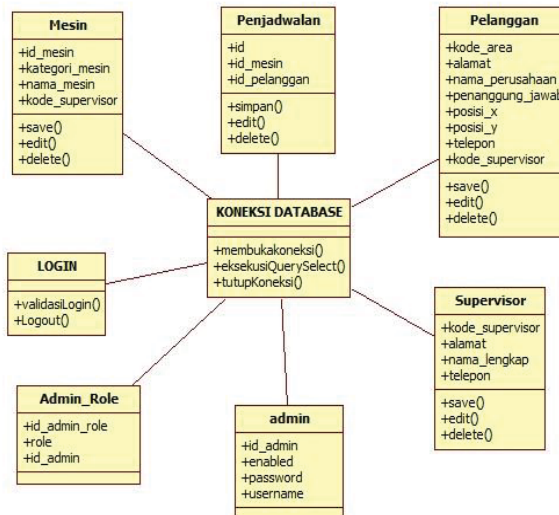 Mesin
+id_mesin
+kategori_mesin
+nama_mesin
+kode_supervisor
+save()
+edit()
+delete()
Penjadwalan
+id
+id_mesin
+id_pelanggan
+simpan()
+edit()
+delete()
Pelanggan
+kode_area
+alamat
+nama_perusahaan
+penanggung_jawab
+posisi_x
+posisi_y
+telepon
+kode_supervisor
+save()
+edit()
+delete()
KONEKSI DATABASE
+membukakoneksi()
+eksekusiQuerySelect()
+tutupKoneksi()
LOGIN
+validasiLogin()
+Logout()
Supervisor
+kode_supervisor
+alamat
+nama_lengkap
+telepon
+save()
+edit()
+delete()
Admin_Role
+id_admin_role
+role
+id_admin
admin
+id_admin
+enabled
+password
+username